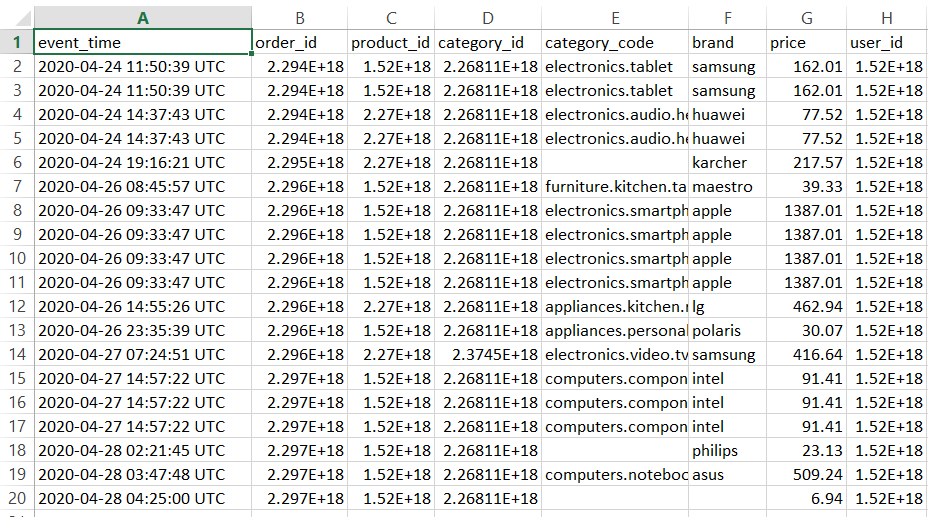 A B C D E F G H
1 event_time order_id product_id category_id category_code brand price user_id
2 2020-04-24 11:50:39 UTC 2.294E+18 1.52E+18 2.26811E+18 electronics.tablet samsung 162.01 1.52E+18
3 2020-04-24 11:50:39 UTC 2.294E+18 1.52E+18 2.26811E+18 electronics.tablet samsung 162.01 1.52E+18
4 2020-04-24 14:37:43 UTC 2.294E+18 2.27E+18 2.26811E+18 electronics.audio.he huawei 77.52 1.52E+18
5 2020-04-24 14:37:43 UTC 2.294E+18 2.27E+18 2.26811E+18 electronics.audio.he huawei 77.52 1.52E+18
6 2020-04-24 19:16:21 UTC 2.295E+18 2.27E+18 2.26811E+18 karcher 217.57 1.52E+18
7 2020-04-26 08:45:57 UTC 2.296E+18 1.52E+18 2.26811E+18 furniture.kitchen.ta maestro 39.33 1.52E+18
8 2020-04-26 09:33:47 UTC 2.296E+18 1.52E+18 2.26811E+18 electronics.smartph apple 1387.01 1.52E+18
9 2020-04-26 09:33:47 UTC 2.296E+18 1.52E+18 2.26811E+18 electronics.smartph apple 1387.01 1.52E+18
10 2020-04-26 09:33:47 UTC 2.296E+18 1.52E+18 2.26811E+18 electronics.smartph apple 1387.01 1.52E+18
11 2020-04-26 09:33:47 UTC 2.296E+18 1.52E+18 2.26811E+18 electronics.smartph apple 1387.01 1.52E+18
12 2020-04-26 14:55:26 UTC 2.296E+18 2.27E+18 2.26811E+18 appliances.kitchen.r lg 462.94 1.52E+18
13 2020-04-26 23:35:39 UTC 2.296E+18 1.52E+18 2.26811E+18 appliances.personal polaris 30.07 1.52E+18
14 2020-04-27 07:24:51 UTC 2.296E+18 2.27E+18 2.3745E+18 electronics.video.tv samsung 416.64 1.52E+18
15 2020-04-27 14:57:22 UTC 2.297E+18 1.52E+18 2.26811E+18 computers.compon intel 91.41 1.52E+18
16 2020-04-27 14:57:22 UTC 2.297E+18 1.52E+18 2.26811E+18 computers.compon intel 91.41 1.52E+18
17 2020-04-27 14:57:22 UTC 2.297E+18 1.52E+18 2.26811E+18 computers.compon intel 91.41 1.52E+18
18 2020-04-28 02:21:45 UTC 2.297E+18 1.52E+18 2.26811E+18 philips 23.13 1.52E+18
19 2020-04-28 03:47:48 UTC 2.297E+18 1.52E+18 2.26811E+18 computers.noteboo asus 509.24 1.52E+18
20 2020-04-28 04:25:00 UTC 2.297E+18 1.52E+18 2.26811E+18 6.94 1.52E+18